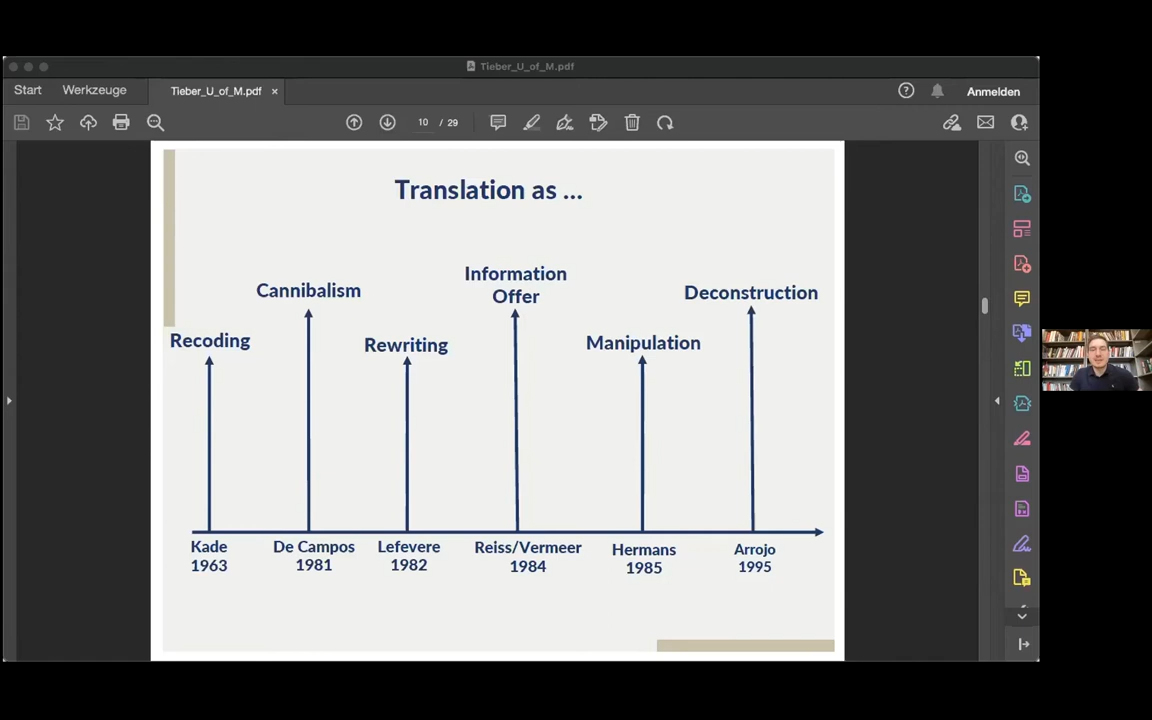 Tieber_U_of_M.pdf
Start Werkzeuge Tieber_U_of_M.pdf × Anmelden
10 / 29
Translation as ...
Information
Offer
Cannibalism
Deconstruction
Recoding
Rewriting
Manipulation
Kade
1963
De Campos
1981
Lefevere
1982
Reiss/Vermeer
1984
Hermans
1985
Arrojo
1995